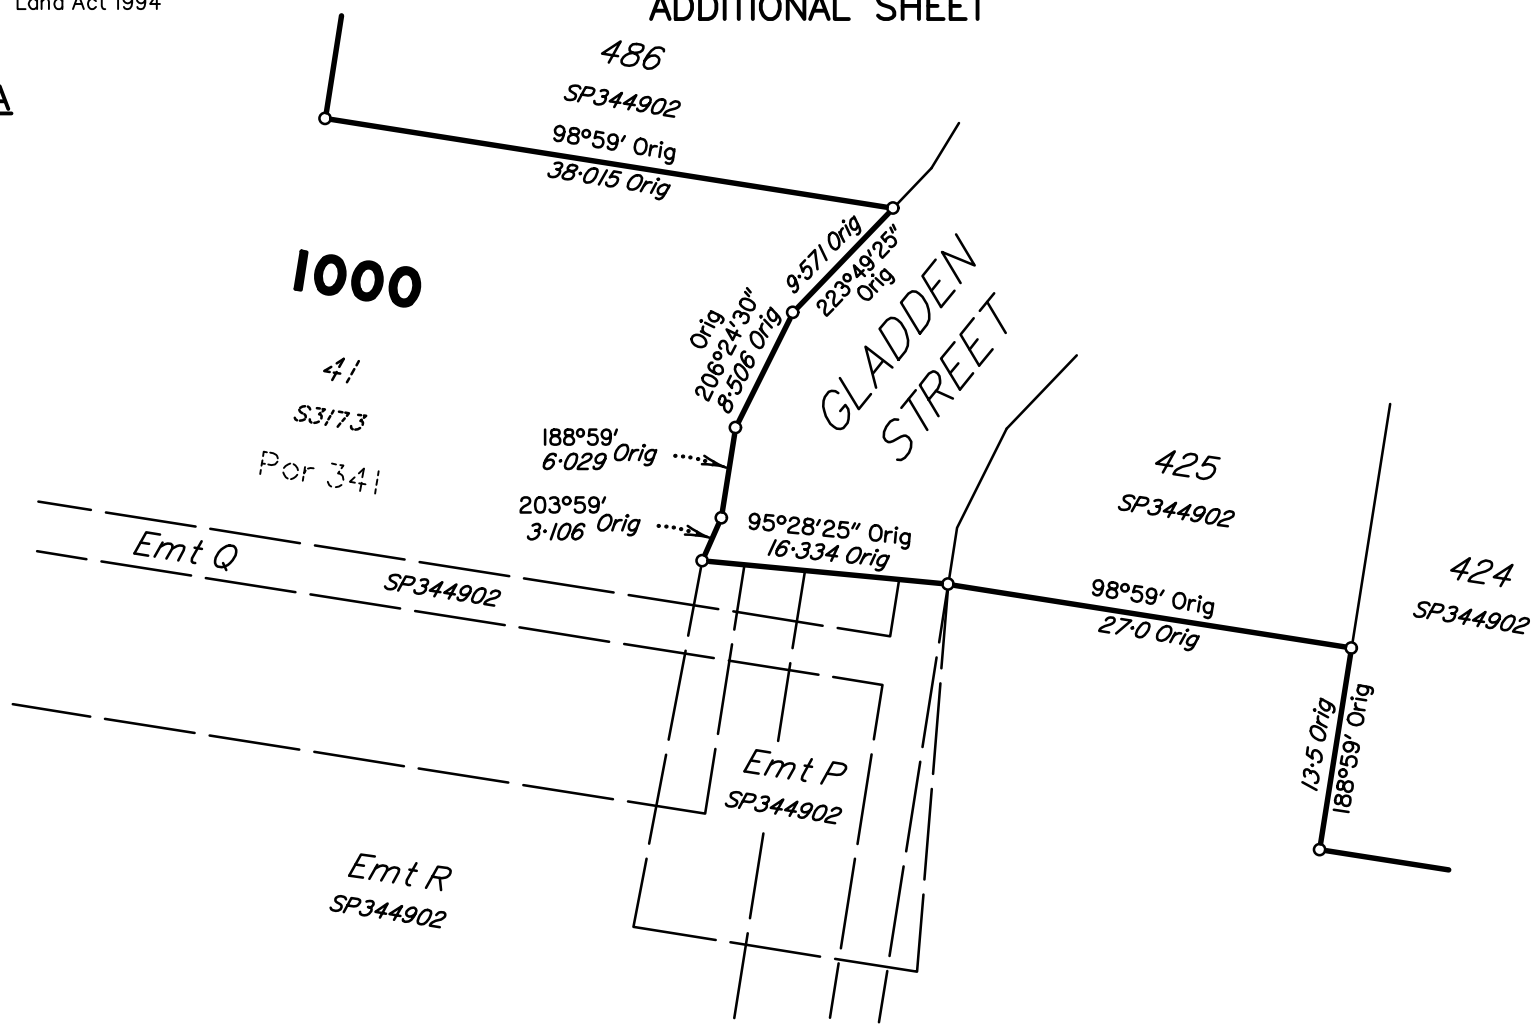 Land Act 1994
ADDITIONAL SHEET
A
486
SP344902
98°59′ Orig
38·015 Orig
9·571 Orig
223°49′25″
Orig
1000
Orig
206°24′30″
8·506 Orig
GLADDEN
STREET
41
S3173
Por 341
188°59′
6·029 Orig
203°59′
3·106 Orig
95°28′25″ Orig
16·334 Orig
425
SP344902
424
SP344902
98°59′ Orig
27·0 Orig
13·5 Orig
188°59′ Orig
Emt Q
SP344902
Emt P
SP344902
Emt R
SP344902